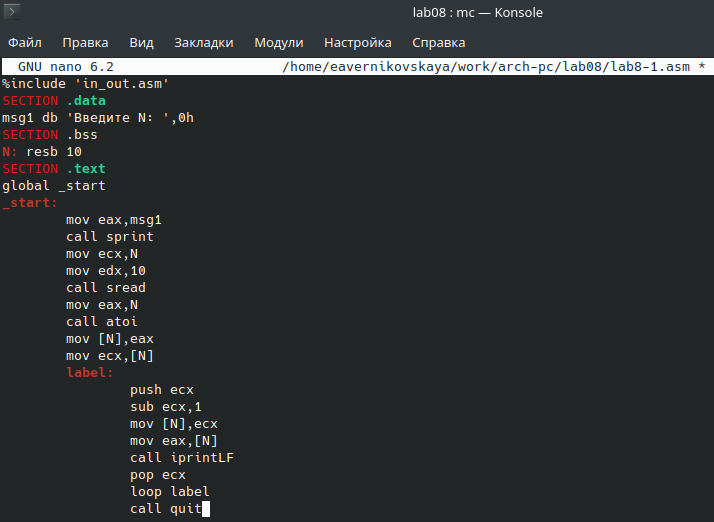 lab08 : mc — Konsole
Файл Правка Вид Закладки Модули Настройка Справка
GNU nano 6.2 /home/eavernikovskaya/work/arch-pc/lab08/lab8-1.asm *
%include 'in_out.asm'
SECTION .data
msg1 db 'Введите N: ',0h
SECTION .bss
N: resb 10
SECTION .text
global _start
_start:
mov eax,msg1
call sprint
mov ecx,N
mov edx,10
call sread
mov eax,N
call atoi
mov [N],eax
mov ecx,[N]
label:
push ecx
sub ecx,1
mov [N],ecx
mov eax,[N]
call iprintLF
pop ecx
loop label
call quit